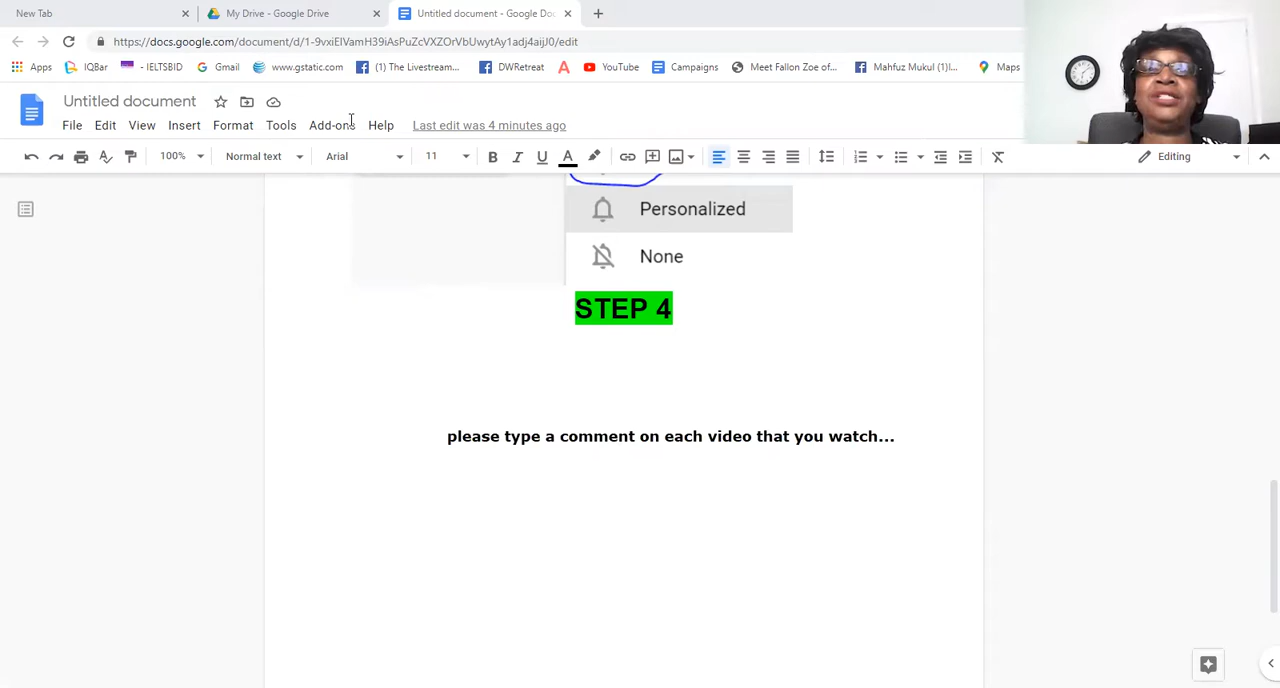 New Tab My Drive - Google Drive Untitled document - Google Doc
https://docs.google.com/document/d/1-9vxiEIVamH39iAsPuZcVXZOrVbUwytAy1adj4aijJ0/edit
Apps IQBar - IELTSBID Gmail www.gstatic.com (1) The Livestream... DWRetreat YouTube Campaigns Meet Fallon Zoe of... Mahfuz Mukul (1)l... Maps
Untitled document
File Edit View Insert Format Tools Add-ons Help Last edit was 4 minutes ago
100% Normal text Arial 11 B I U A Editing
Personalized
None
STEP 4
please type a comment on each video that you watch...